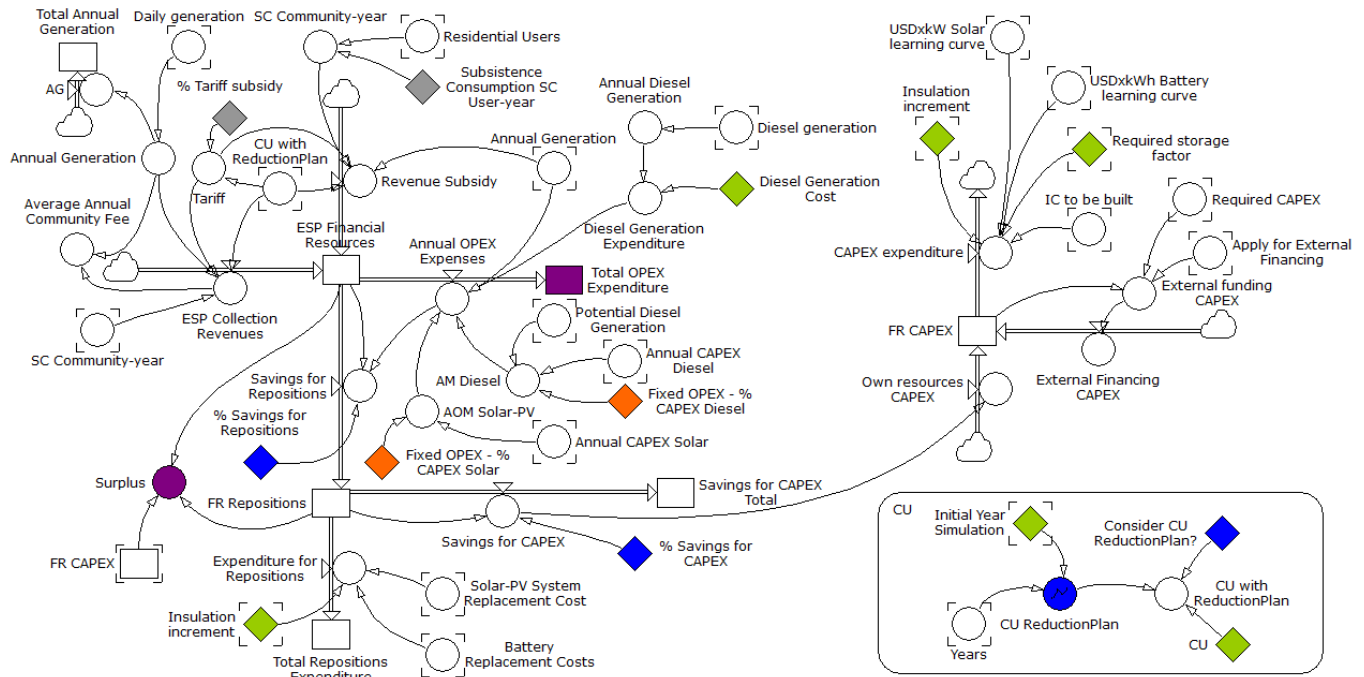 Total Annual
Generation
Daily generation
SC Community-year
Residential Users
AG
% Tariff subsidy
Subsistence
Consumption SC
User-year
Annual Diesel
Generation
Diesel generation
Annual Generation
CU with
ReductionPlan
Annual Generation
Tariff
Revenue Subsidy
Diesel Generation
Cost
Average Annual
Community Fee
ESP Financial
Resources
Annual OPEX
Expenses
Diesel Generation
Expenditure
Total OPEX
Expenditure
ESP Collection
Revenues
SC Community-year
Potential Diesel
Generation
Annual CAPEX
Diesel
Savings for
Repositions
AM Diesel
Fixed OPEX - %
CAPEX Diesel
% Savings for
Repositions
AOM Solar-PV
Annual CAPEX Solar
Fixed OPEX - %
CAPEX Solar
Surplus
FR Repositions
Savings for CAPEX
Total
Savings for CAPEX
% Savings for
CAPEX
FR CAPEX
Expenditure for
Repositions
Solar-PV System
Replacement Cost
Insulation
increment
Battery
Replacement Costs
Total Repositions
Expenditure
USDxkW Solar
learning curve
USDxkWh Battery
learning curve
Insulation
increment
Required storage
factor
IC to be built
Required CAPEX
CAPEX expenditure
Apply for External
Financing
External funding
CAPEX
FR CAPEX
Own resources
CAPEX
External Financing
CAPEX
CU
Initial Year
Simulation
Consider CU
ReductionPlan?
CU with
ReductionPlan
CU ReductionPlan
Years
CU